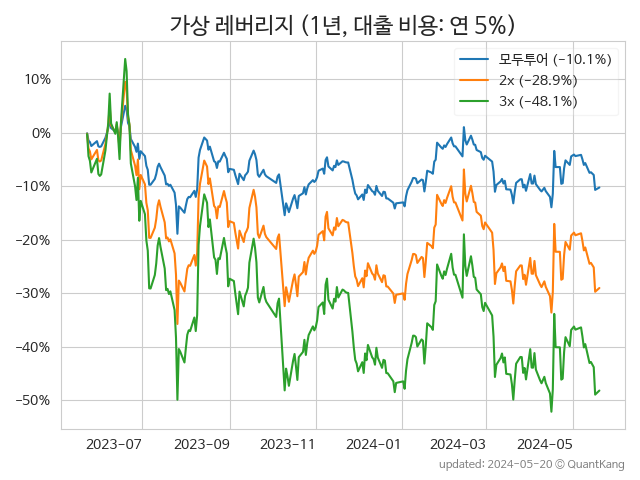 가상 레버리지 (1년, 대출 비용: 연 5%)
모두투어 (−10.1%)
2x (−28.9%)
3x (−48.1%)
10%
0%
−10%
−20%
−30%
−40%
−50%
2023-07
2023-09
2023-11
2024-01
2024-03
2024-05
updated: 2024-05-20 © QuantKang